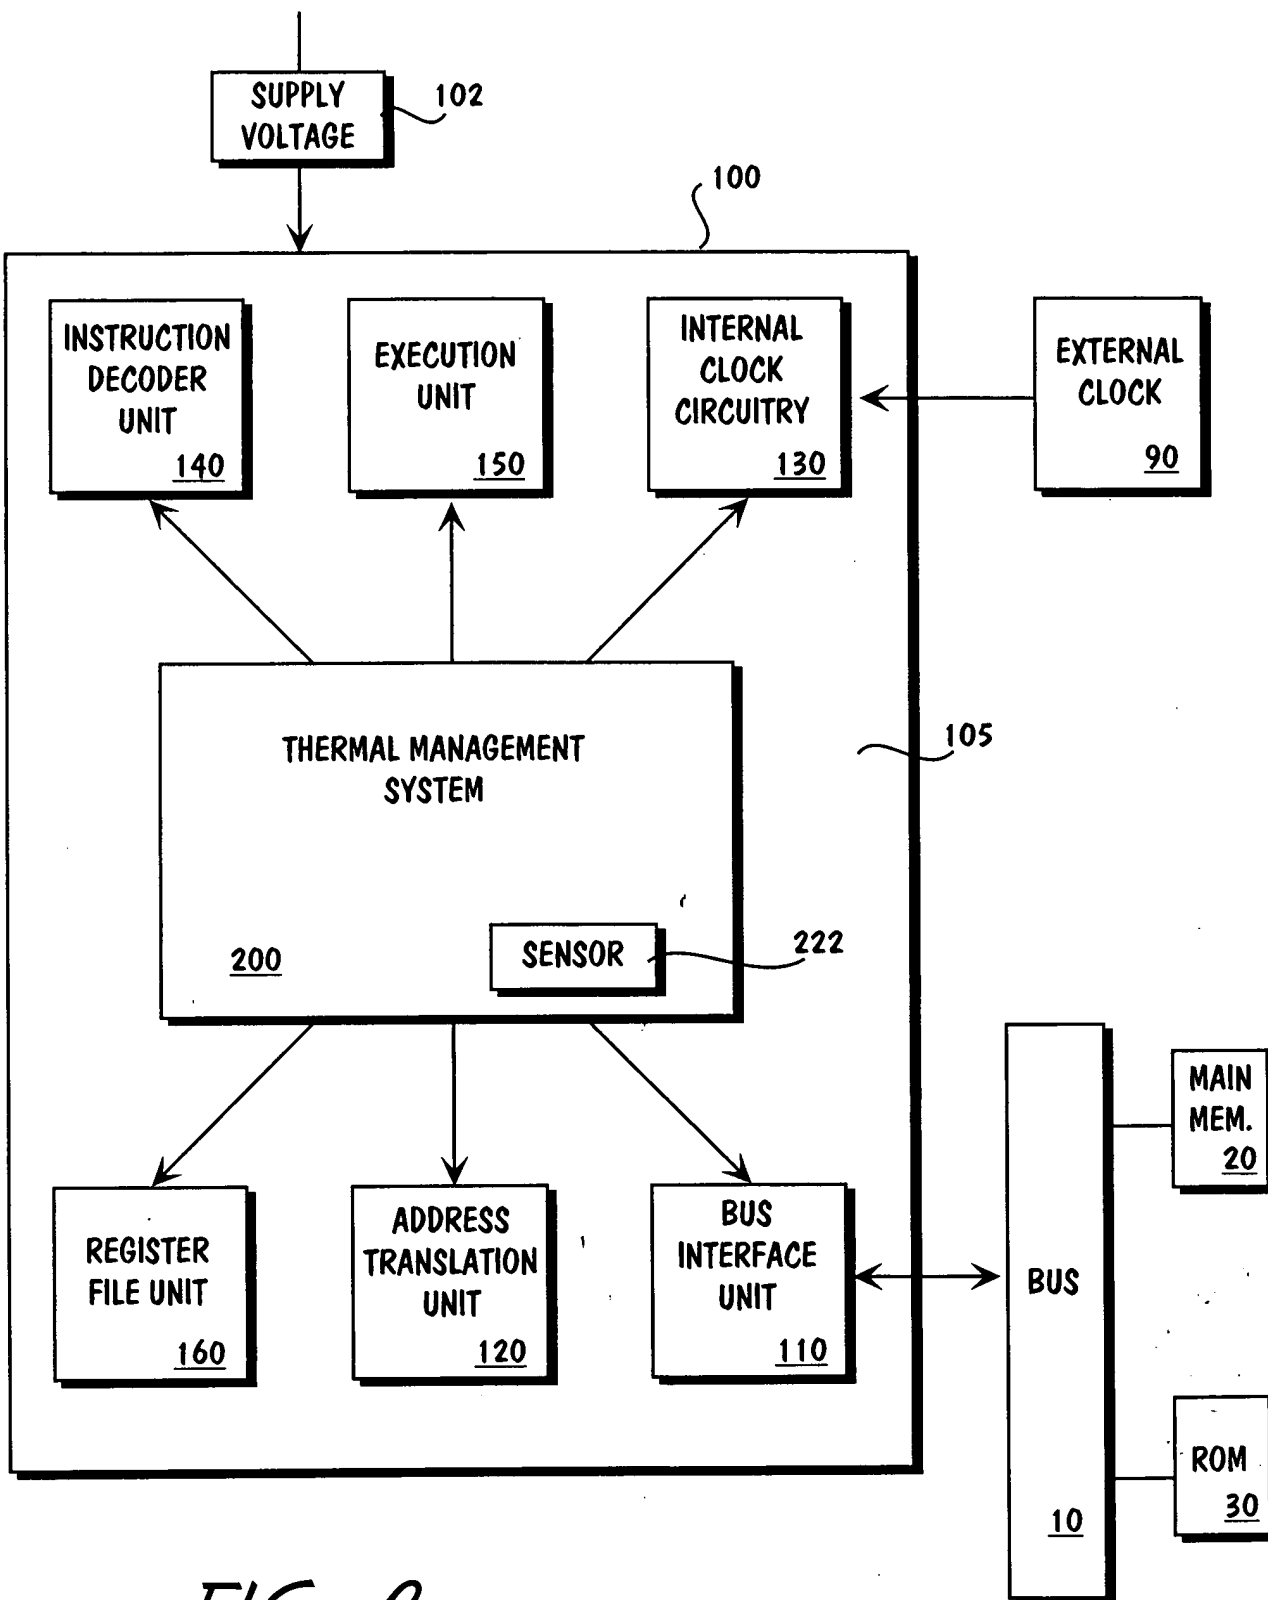 SUPPLY
VOLTAGE
102
100
INSTRUCTION
DECODER
UNIT
140
EXECUTION
UNIT
150
INTERNAL
CLOCK
CIRCUITRY
130
EXTERNAL
CLOCK
90
THERMAL MANAGEMENT
SYSTEM
105
200
SENSOR
222
REGISTER
FILE UNIT
160
ADDRESS
TRANSLATION
UNIT
120
BUS
INTERFACE
UNIT
110
BUS
10
MAIN
MEM.
20
ROM
30